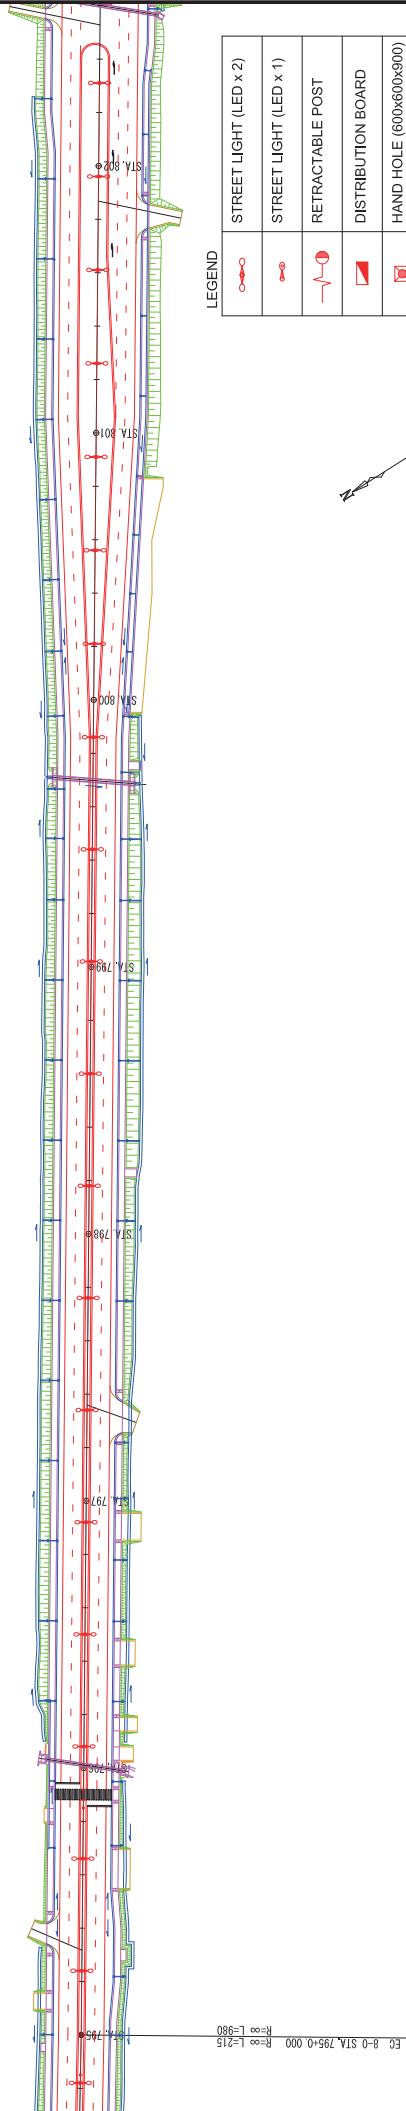 LEGEND
STREET LIGHT (LED x 2)
STREET LIGHT (LED x 1)
RETRACTABLE POST
DISTRIBUTION BOARD
HAND HOLE (600x600x900)
N
STA. 802
STA. 801
STA. 800
STA. 799
STA. 798
STA. 797
STA. 796
STA. 795
R=∞ L=980
R=∞ L=215
EC 8-0 STA. 795+0.000